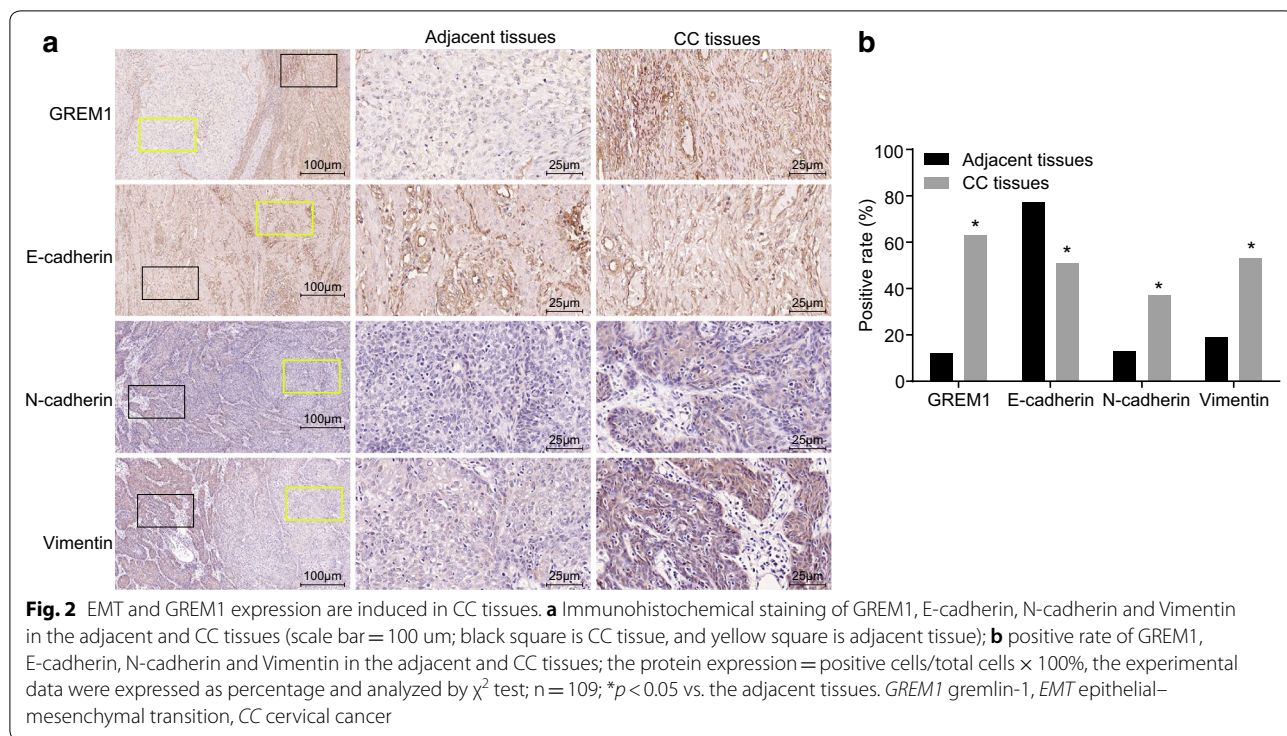 a
Adjacent tissues
CC tissues
GREM1
100µm
25µm
25µm
E-cadherin
100µm
25µm
25µm
N-cadherin
100µm
25µm
25µm
Vimentin
100µm
25µm
25µm
b
Positive rate (%)
100
80
60
40
20
0
Adjacent tissues
CC tissues
*
*
*
*
GREM1
E-cadherin
N-cadherin
Vimentin
Fig. 2 EMT and GREM1 expression are induced in CC tissues. a Immunohistochemical staining of GREM1, E-cadherin, N-cadherin and Vimentin
in the adjacent and CC tissues (scale bar = 100 um; black square is CC tissue, and yellow square is adjacent tissue); b positive rate of GREM1,
E-cadherin, N-cadherin and Vimentin in the adjacent and CC tissues; the protein expression = positive cells/total cells × 100%, the experimental
data were expressed as percentage and analyzed by χ² test; n = 109; *p < 0.05 vs. the adjacent tissues. GREM1 gremlin-1, EMT epithelial–
mesenchymal transition, CC cervical cancer